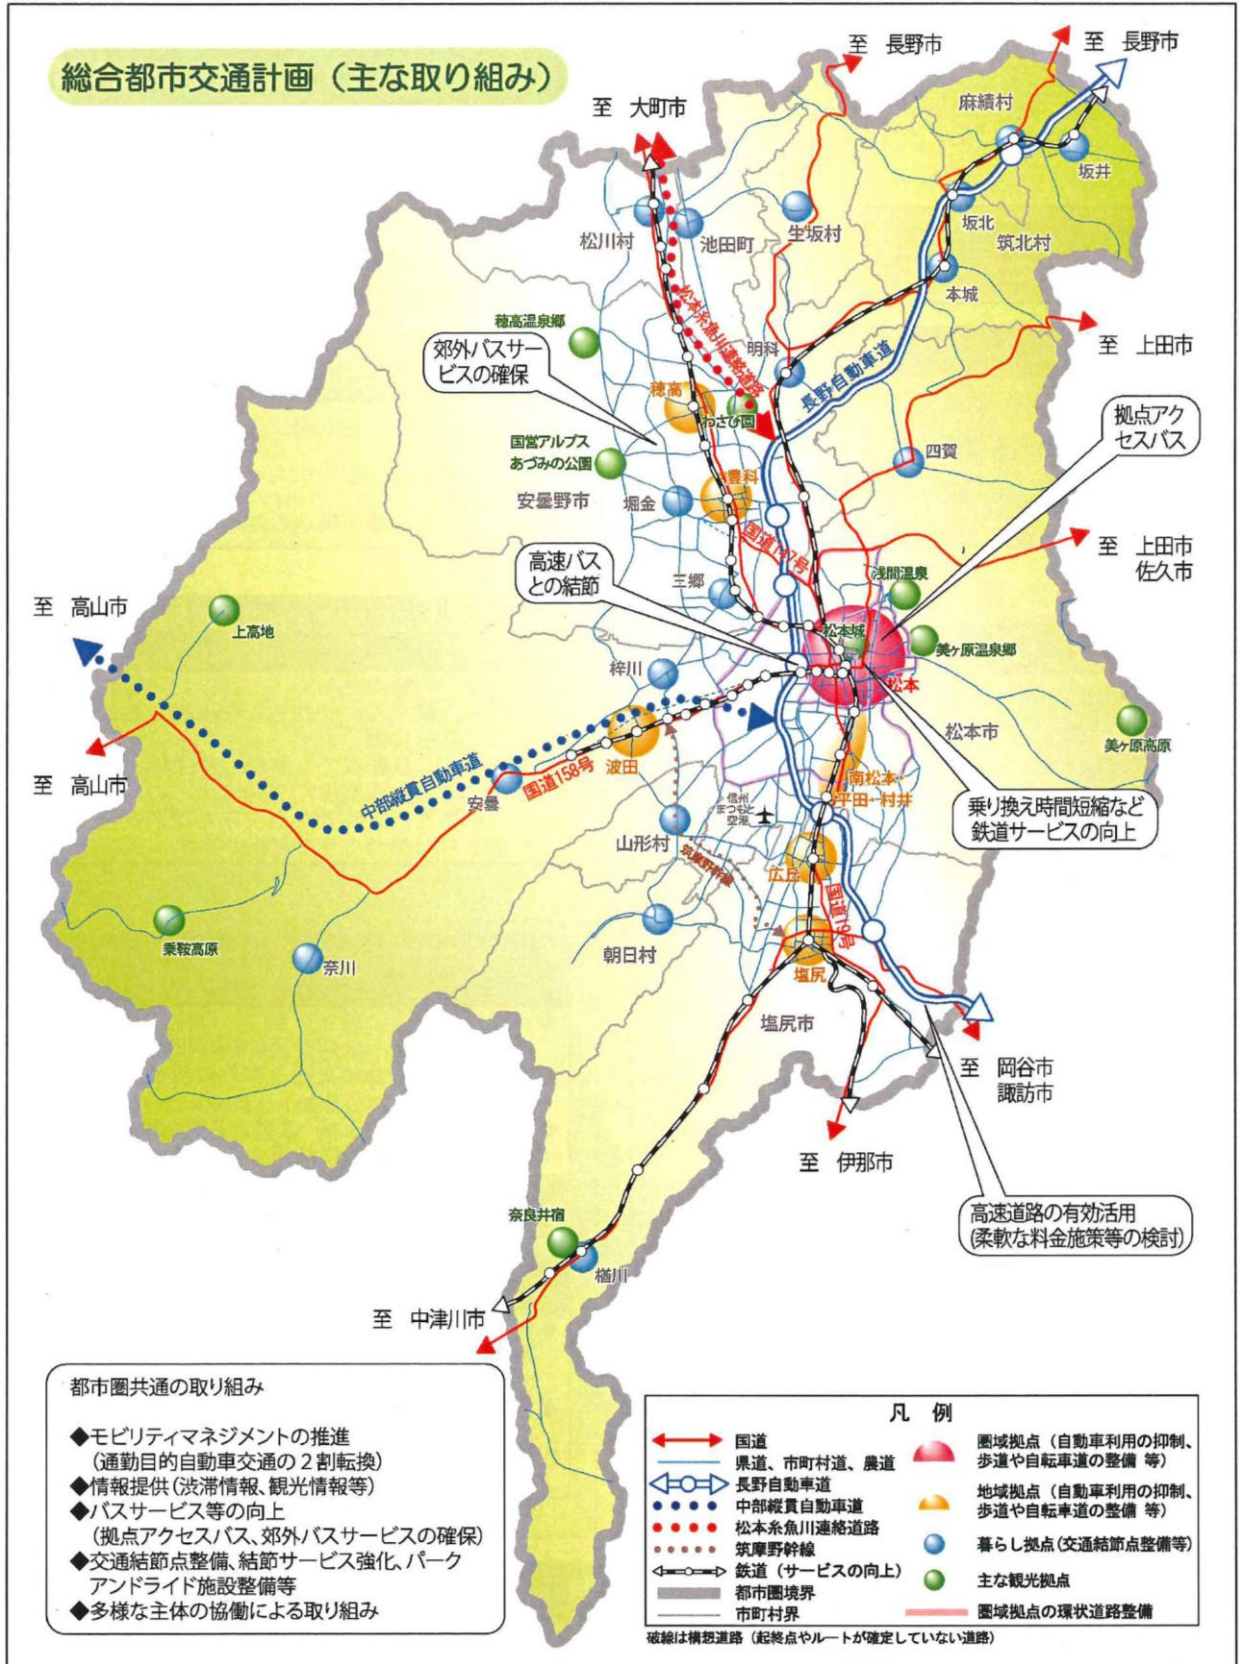 総合都市交通計画（主な取り組み）
至 長野市
至 長野市
至 大町市
麻績村
坂井
坂北
筑北村
本城
松川村
池田町
生坂村
松本糸魚川連絡道路
明科
長野自動車道
至 上田市
穂高温泉郷
郊外バスサー
ビスの確保
穂高
わさび園
拠点アク
セスバス
国営アルプス
あづみの公園
四賀
豊科
安曇野市
堀金
国道147号
高速バス
との結節
至 上田市
佐久市
三郷
浅間温泉
至 高山市
上高地
松本城
美ヶ原温泉郷
梓川
松本
松本市
美ヶ原高原
至 高山市
中部縦貫自動車道
安曇
国道158号
波田
南松本・
平田・村井
信州
まつもと
空港
乗り換え時間短縮など
鉄道サービスの向上
山形村
筑摩野幹線
広丘
国道19号
乗鞍高原
奈川
朝日村
塩尻
塩尻市
至 岡谷市
諏訪市
至 伊那市
高速道路の有効活用
(柔軟な料金施策等の検討)
奈良井宿
楢川
至 中津川市
都市圏共通の取り組み
◆モビリティマネジメントの推進
(通勤目的自動車交通の２割転換)
◆情報提供(渋滞情報、観光情報等)
◆バスサービス等の向上
(拠点アクセスバス、郊外バスサービスの確保)
◆交通結節点整備、結節サービス強化、パーク
アンドライド施設整備等
◆多様な主体の協働による取り組み
凡 例
国道
県道、市町村道、農道
長野自動車道
中部縦貫自動車道
松本糸魚川連絡道路
筑摩野幹線
鉄道（サービスの向上）
都市圏境界
市町村界
圏域拠点（自動車利用の抑制、
歩道や自転車道の整備 等）
地域拠点（自動車利用の抑制、
歩道や自転車道の整備 等）
暮らし拠点(交通結節点整備等)
主な観光拠点
圏域拠点の環状道路整備
破線は構想道路（起終点やルートが確定していない道路）